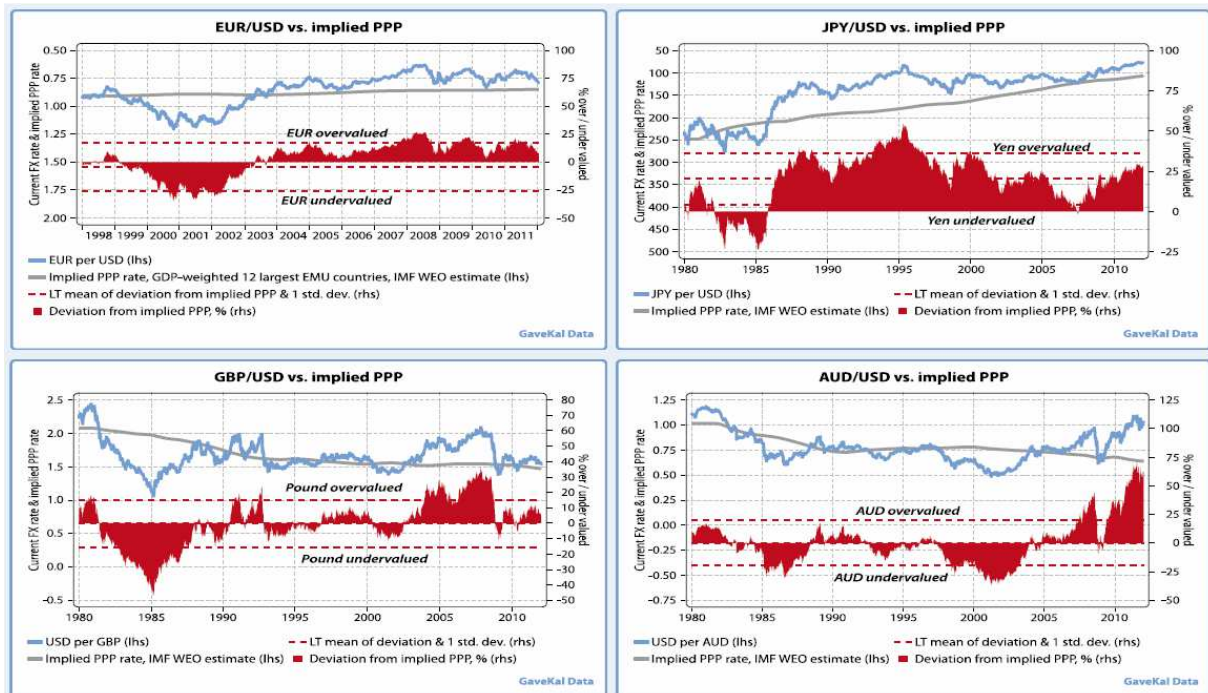 EUR/USD vs. implied PPP
Current FX rate & implied PPP rate
0.50
0.75
1.00
1.25
1.50
1.75
2.00
100
75
50
25
0
-25
-50
% over / under valued
EUR overvalued
EUR undervalued
1998 1999 2000 2001 2002 2003 2004 2005 2006 2007 2008 2009 2010 2011
EUR per USD (lhs)
Implied PPP rate, GDP-weighted 12 largest EMU countries, IMF WEO estimate (lhs)
LT mean of deviation from implied PPP & 1 std. dev. (rhs)
Deviation from implied PPP, % (rhs)
GaveKal Data
JPY/USD vs. implied PPP
Current FX rate & implied PPP rate
50
100
150
200
250
300
350
400
450
500
100
75
50
25
0
-25
% over / under valued
Yen overvalued
Yen undervalued
1980 1985 1990 1995 2000 2005 2010
JPY per USD (lhs) LT mean of deviation & 1 std. dev. (rhs)
Implied PPP rate, IMF WEO estimate (lhs) Deviation from implied PPP, % (rhs)
GaveKal Data
GBP/USD vs. implied PPP
Current FX rate & implied PPP rate
2.5
2.0
1.5
1.0
0.5
0.0
-0.5
80
70
60
50
40
30
20
10
0
-10
-20
-30
-40
-50
% over / under valued
Pound overvalued
Pound undervalued
1980 1985 1990 1995 2000 2005 2010
USD per GBP (lhs) LT mean of deviation & 1 std. dev. (rhs)
Implied PPP rate, IMF WEO estimate (lhs) Deviation from implied PPP, % (rhs)
GaveKal Data
AUD/USD vs. implied PPP
Current FX rate & implied PPP rate
1.25
1.00
0.75
0.50
0.25
0.00
-0.25
-0.50
-0.75
125
100
75
50
25
0
-25
-50
% over / under valued
AUD overvalued
AUD undervalued
1980 1985 1990 1995 2000 2005 2010
USD per AUD (lhs) LT mean of deviation & 1 std. dev. (rhs)
Implied PPP rate, IMF WEO estimate (lhs) Deviation from implied PPP, % (rhs)
GaveKal Data